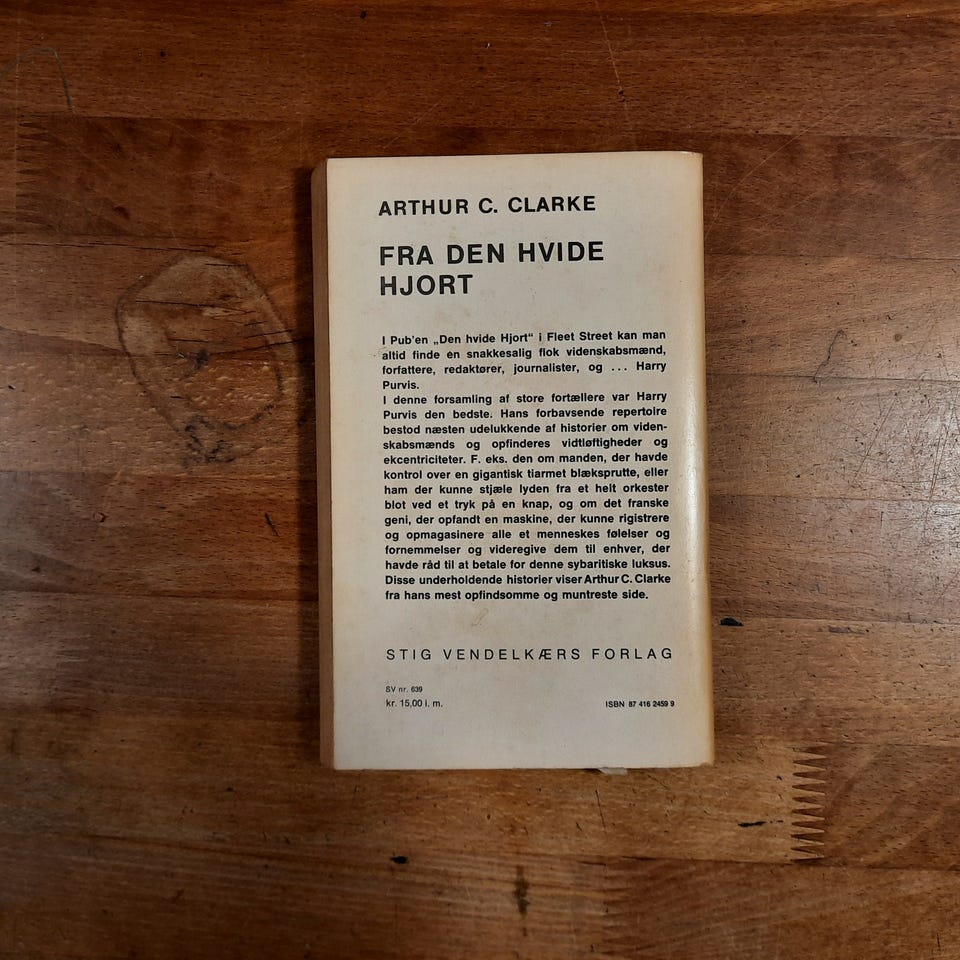 ARTHUR C. CLARKE
FRA DEN HVIDE
HJORT
I Pub'en „Den hvide Hjort“ i Fleet Street kan man
altid finde en snakkesalig flok videnskabsmænd,
forfattere, redaktører, journalister, og ... Harry
Purvis.
I denne forsamling af store fortællere var Harry
Purvis den bedste. Hans forbavsende repertoire
bestod næsten udelukkende af historier om viden-
skabsmænds og opfinderes vidtløftigheder og
ekcentriciteter. F. eks. den om manden, der havde
kontrol over en gigantisk tiarmet blæksprutte, eller
ham der kunne stjæle lyden fra et helt orkester
blot ved et tryk på en knap, og om det franske
geni, der opfandt en maskine, der kunne rigistrere
og opmagasinere alle et menneskes følelser og
fornemmelser og videregive dem til enhver, der
havde råd til at betale for denne sybaritiske luksus.
Disse underholdende historier viser Arthur C. Clarke
fra hans mest opfindsomme og muntreste side.
STIG VENDELKÆRS FORLAG
SV nr. 639
kr. 15,00 i. m.
ISBN 87 416 2459 9